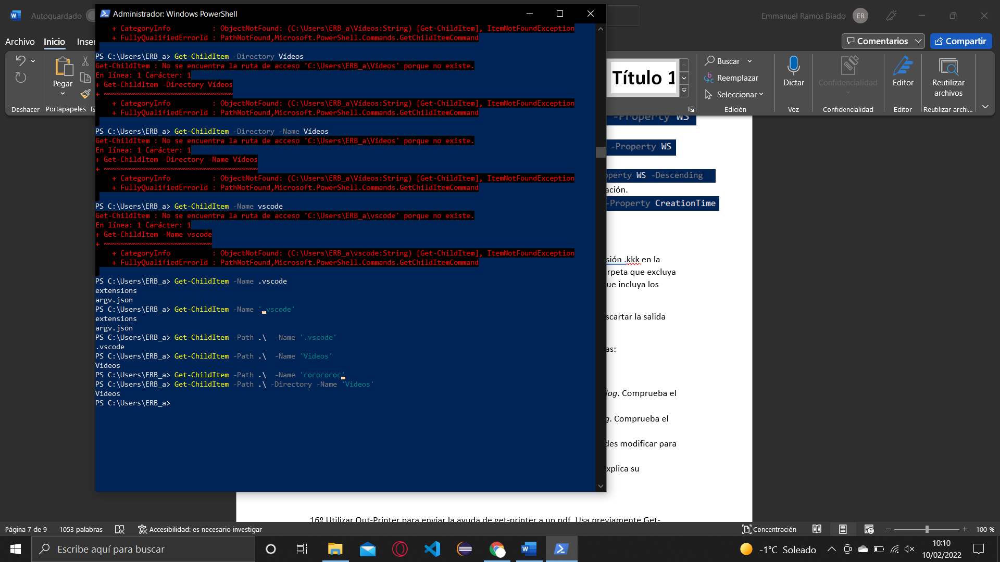 Autoguardado
Administrador: Windows PowerShell
Emmanuel Ramos Biado
ER
Archivo
Inicio
Inser
Comentarios
Compartir
Pegar
Deshacer
Portapapeles
Título 1
Buscar
Reemplazar
Seleccionar
Edición
Dictar
Voz
Confidencialidad
Confidencialidad
Editor
Editor
Reutilizar
archivos
Reutilizar archi...
+ CategoryInfo : ObjectNotFound: (C:\Users\ERB_a\Vídeos:String) [Get-ChildItem], ItemNotFoundException
+ FullyQualifiedErrorId : PathNotFound,Microsoft.PowerShell.Commands.GetChildItemCommand
PS C:\Users\ERB_a> Get-ChildItem -Directory Vídeos
Get-ChildItem : No se encuentra la ruta de acceso 'C:\Users\ERB_a\Vídeos' porque no existe.
En línea: 1 Carácter: 1
+ Get-ChildItem -Directory Vídeos
+ ~~~~~~~~~~~~~~~~~~~~~~~~~~~~~~~
+ CategoryInfo : ObjectNotFound: (C:\Users\ERB_a\Vídeos:String) [Get-ChildItem], ItemNotFoundException
+ FullyQualifiedErrorId : PathNotFound,Microsoft.PowerShell.Commands.GetChildItemCommand
PS C:\Users\ERB_a> Get-ChildItem -Directory -Name Vídeos
Get-ChildItem : No se encuentra la ruta de acceso 'C:\Users\ERB_a\Vídeos' porque no existe.
En línea: 1 Carácter: 1
+ Get-ChildItem -Directory -Name Vídeos
+ ~~~~~~~~~~~~~~~~~~~~~~~~~~~~~~~~~~~~~
+ CategoryInfo : ObjectNotFound: (C:\Users\ERB_a\Vídeos:String) [Get-ChildItem], ItemNotFoundException
+ FullyQualifiedErrorId : PathNotFound,Microsoft.PowerShell.Commands.GetChildItemCommand
PS C:\Users\ERB_a> Get-ChildItem -Name vscode
Get-ChildItem : No se encuentra la ruta de acceso 'C:\Users\ERB_a\vscode' porque no existe.
En línea: 1 Carácter: 1
+ Get-ChildItem -Name vscode
+ ~~~~~~~~~~~~~~~~~~~~~~~~~~
+ CategoryInfo : ObjectNotFound: (C:\Users\ERB_a\vscode:String) [Get-ChildItem], ItemNotFoundException
+ FullyQualifiedErrorId : PathNotFound,Microsoft.PowerShell.Commands.GetChildItemCommand
PS C:\Users\ERB_a> Get-ChildItem -Name .vscode
extensions
argv.json
PS C:\Users\ERB_a> Get-ChildItem -Name '.vscode'
extensions
argv.json
PS C:\Users\ERB_a> Get-ChildItem -Path .\  -Name '.vscode'
.vscode
PS C:\Users\ERB_a> Get-ChildItem -Path .\  -Name 'Videos'
Videos
PS C:\Users\ERB_a> Get-ChildItem -Path .\  -Name 'cococococ'
PS C:\Users\ERB_a> Get-ChildItem -Path .\ -Directory -Name 'Videos'
Videos
PS C:\Users\ERB_a>
-Property WS
-Property WS
operty WS -Descending
ación.
-Property CreationTime
sión .kkk en la
rpeta que excluya
ue incluya los
scartar la salida
as:
log. Comprueba el
g. Comprueba el
des modificar para
xplica su
16º Utilizar Out-Printer para enviar la ayuda de get-printer a un pdf. Usa previamente Get-
Página 7 de 9
1053 palabras
Accesibilidad: es necesario investigar
Concentración
100 %
Escribe aquí para buscar
-1°C Soleado
10:10
10/02/2022